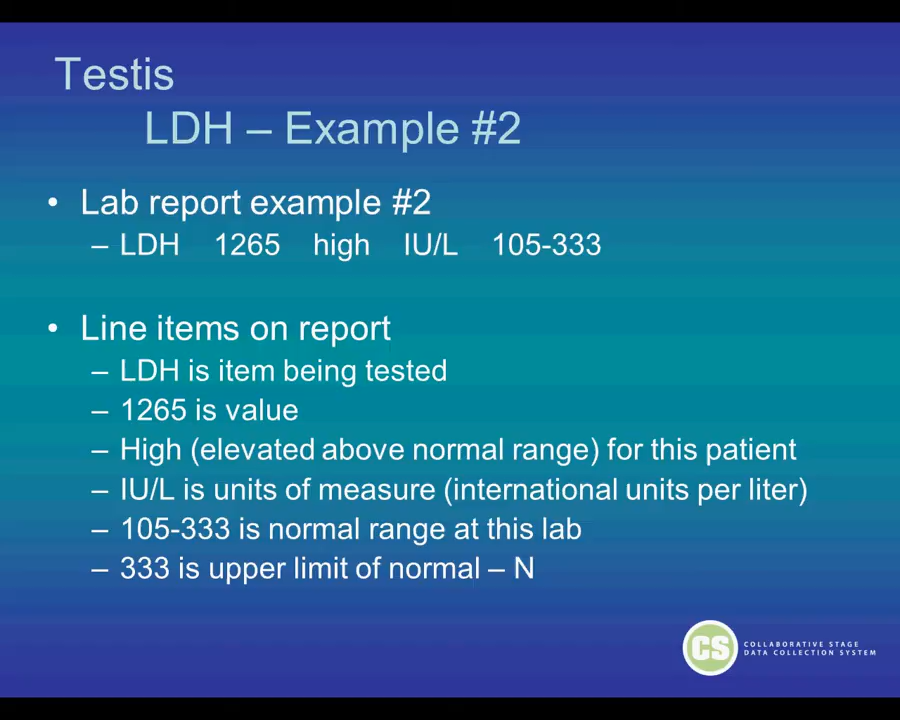 Testis
LDH – Example #2
• Lab report example #2
– LDH 1265 high IU/L 105-333
• Line items on report
– LDH is item being tested
– 1265 is value
– High (elevated above normal range) for this patient
– IU/L is units of measure (international units per liter)
– 105-333 is normal range at this lab
– 333 is upper limit of normal – N
CS
COLLABORATIVE STAGE
DATA COLLECTION SYSTEM